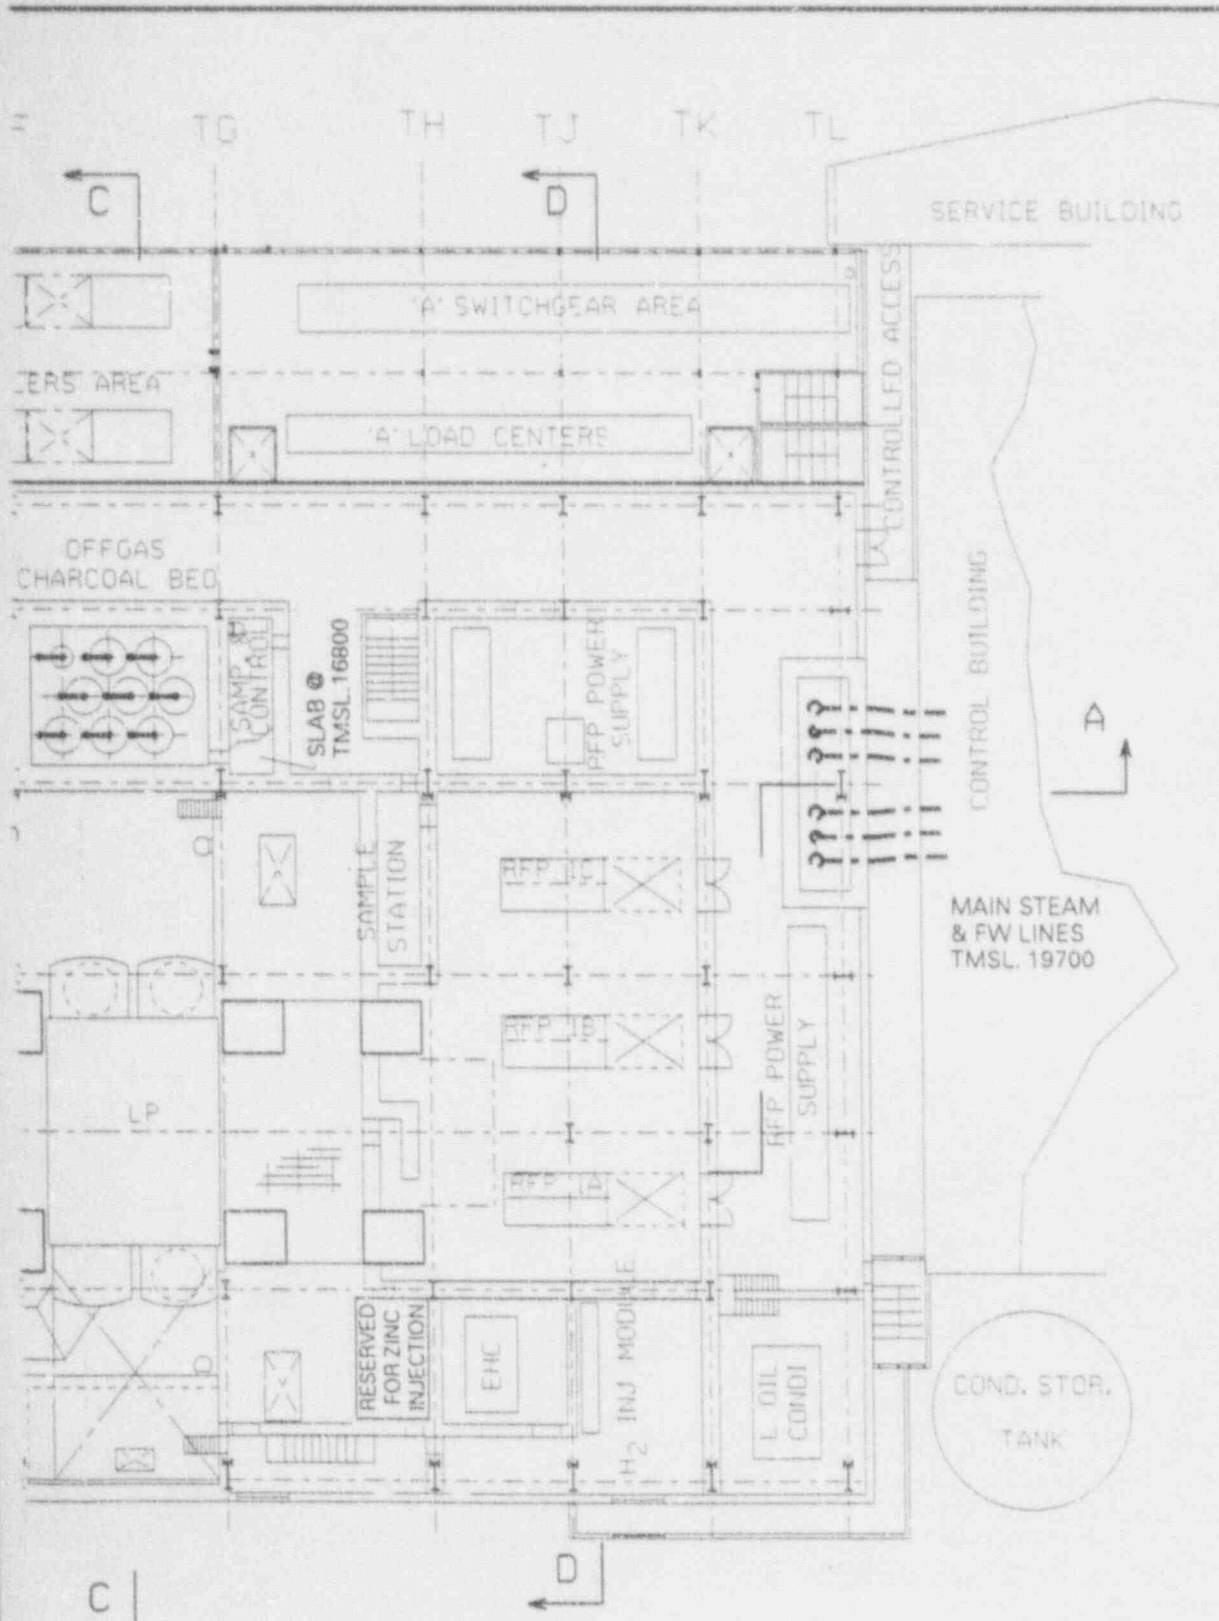 TG TH TJ TK TL
C
D
SERVICE BUILDING
'A' SWITCHGEAR AREA
CONTROLLED ACCESS
ERS AREA
'A' LOAD CENTERS
OFFGAS
CHARCOAL BED
SAMP.
CONTROL
SLAB @
TMSL. 16800
RFP POWER
SUPPLY
CONTROL BUILDING
A
SAMPLE
STATION
RFP 1C
MAIN STEAM
& FW LINES
TMSL. 19700
RFP 1B
RFP POWER
SUPPLY
LP
RFP 1A
RESERVED
FOR ZINC
INJECTION
EHC
H2 INJ MODULE
L OIL
CONDI
COND. STOR.
TANK
C
D